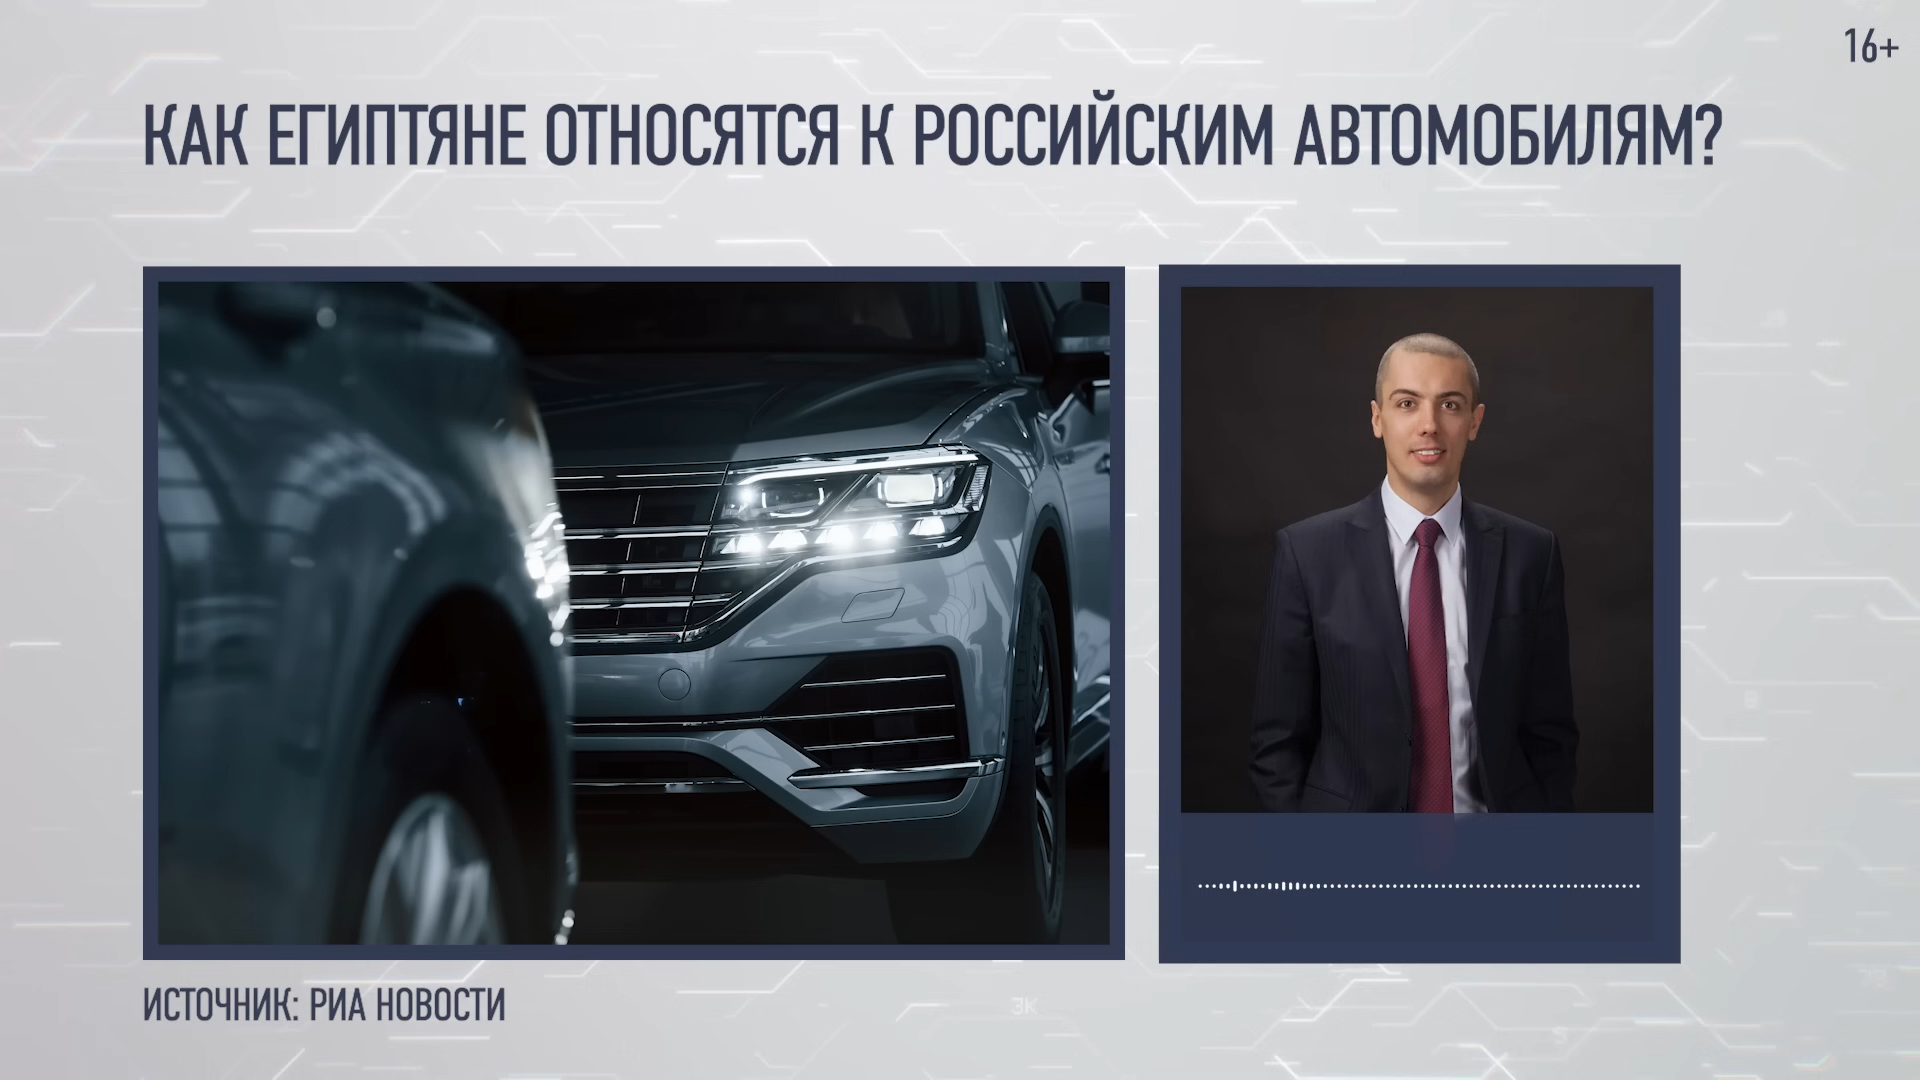 16+
КАК ЕГИПТЯНЕ ОТНОСЯТСЯ К РОССИЙСКИМ АВТОМОБИЛЯМ?
ИСТОЧНИК: РИА НОВОСТИ